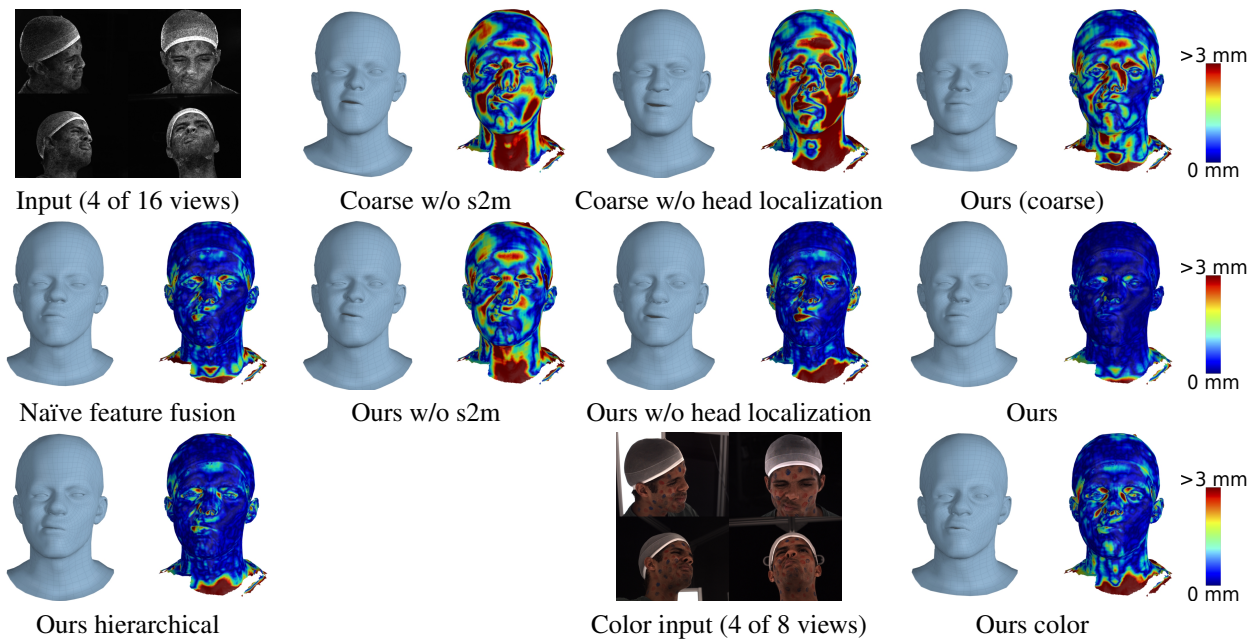 >3 mm
0 mm
Input (4 of 16 views)
Coarse w/o s2m
Coarse w/o head localization
Ours (coarse)
>3 mm
0 mm
Naïve feature fusion
Ours w/o s2m
Ours w/o head localization
Ours
>3 mm
0 mm
Ours hierarchical
Color input (4 of 8 views)
Ours color